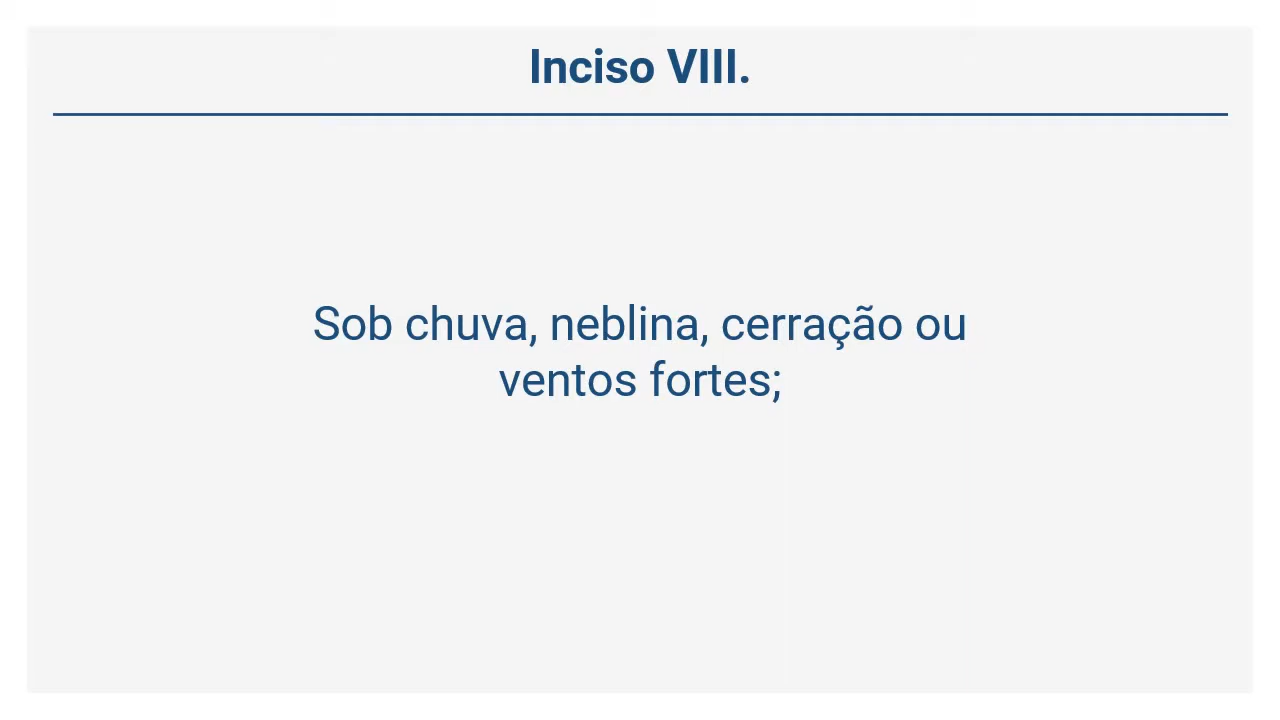 Inciso VIII.
Sob chuva, neblina, cerração ou
ventos fortes;